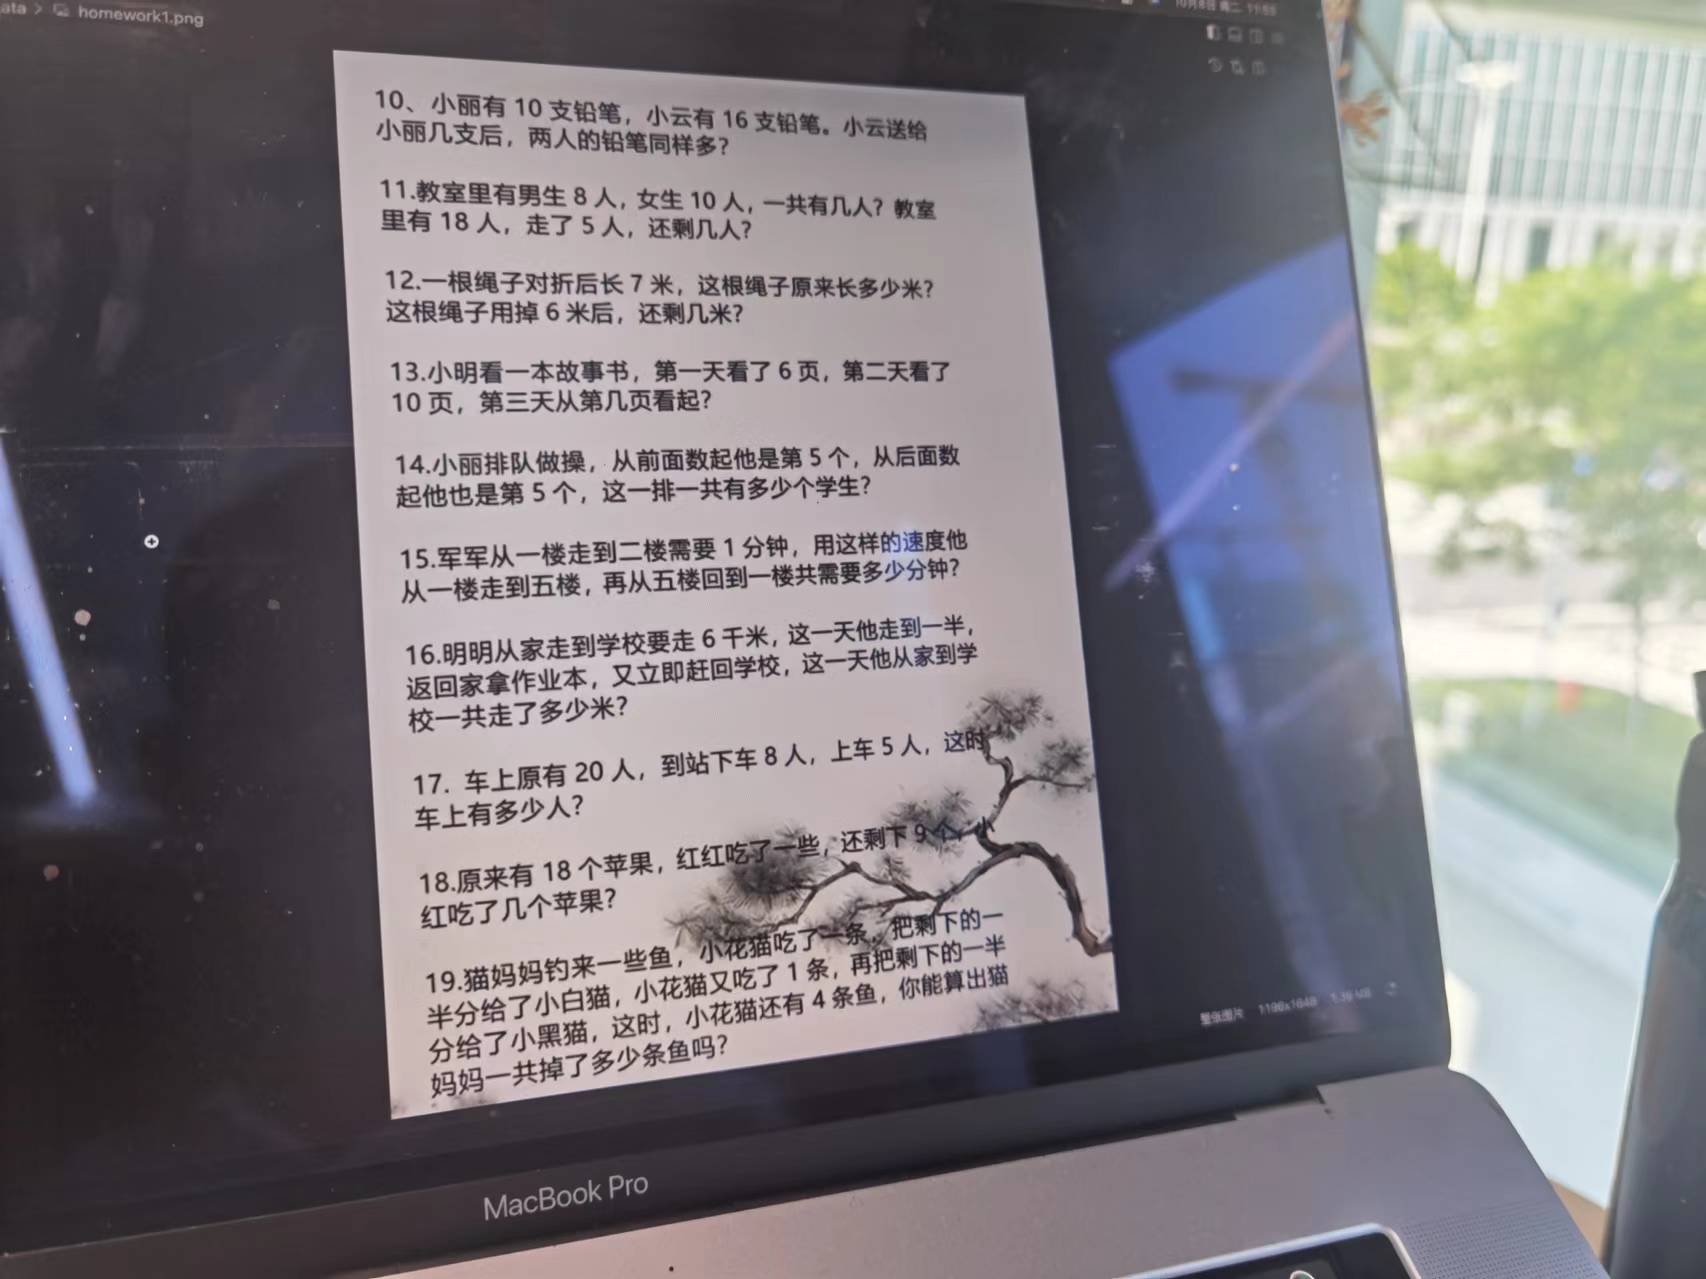 ata > homework1.png
10月8日 周二 11:55
10、小丽有 10 支铅笔，小云有 16 支铅笔。小云送给
小丽几支后，两人的铅笔同样多？
11.教室里有男生 8 人，女生 10 人，一共有几人？教室
里有 18 人，走了 5 人，还剩几人？
12.一根绳子对折后长 7 米，这根绳子原来长多少米？
这根绳子用掉 6 米后，还剩几米？
13.小明看一本故事书，第一天看了 6 页，第二天看了
10 页，第三天从第几页看起？
14.小丽排队做操，从前面数起他是第 5 个，从后面数
起他也是第 5 个，这一排一共有多少个学生？
15.军军从一楼走到二楼需要 1 分钟，用这样的速度他
从一楼走到五楼，再从五楼回到一楼共需要多少分钟？
16.明明从家走到学校要走 6 千米，这一天他走到一半，
返回家拿作业本，又立即赶回学校，这一天他从家到学
校一共走了多少米？
17. 车上原有 20 人，到站下车 8 人，上车 5 人，这时
车上有多少人？
18.原来有 18 个苹果，红红吃了一些，还剩下 9 个，小
红吃了几个苹果？
19.猫妈妈钓来一些鱼，小花猫吃了一条，把剩下的一
半分给了小白猫，小花猫又吃了 1 条，再把剩下的一半
分给了小黑猫，这时，小花猫还有 4 条鱼，你能算出猫
妈妈一共掉了多少条鱼吗？
整张图片 1196x1648 1.39 MB
MacBook Pro